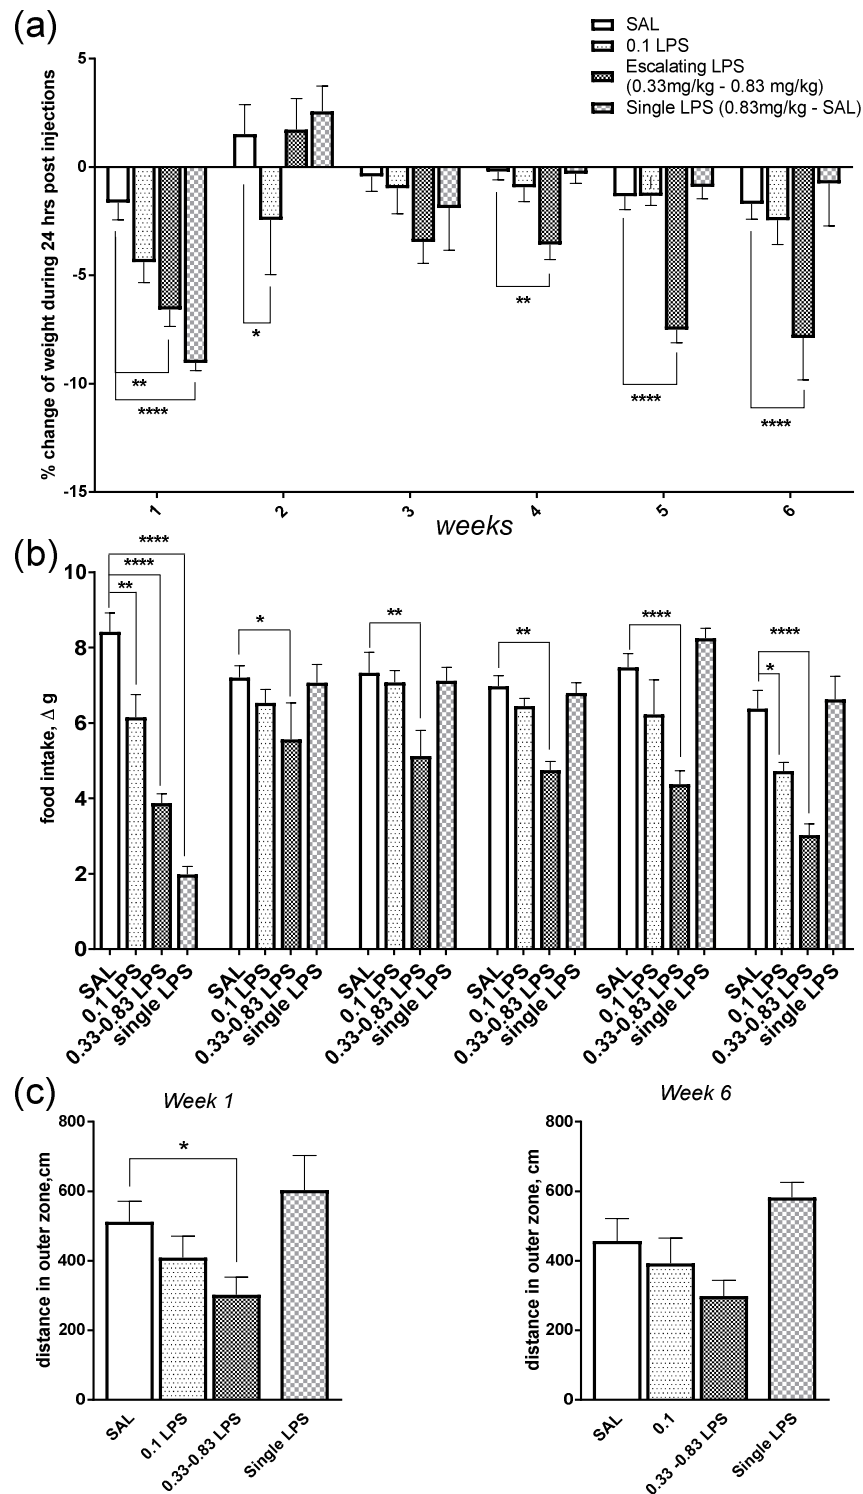 (a)
SAL
0.1 LPS
Escalating LPS
(0.33mg/kg - 0.83 mg/kg)
Single LPS (0.83mg/kg - SAL)
% change of weight during 24 hrs post injections
5
0
-5
-10
-15
**
****
*
**
****
****
1
2
3
4
5
6
weeks
(b)
food intake, Δ g
10
8
6
4
2
0
****
****
**
*
**
**
****
****
*
SAL
0.1 LPS
0.33-0.83 LPS
single LPS
SAL
0.1 LPS
0.33-0.83 LPS
single LPS
SAL
0.1 LPS
0.33-0.83 LPS
single LPS
SAL
0.1 LPS
0.33-0.83 LPS
single LPS
SAL
0.1 LPS
0.33-0.83 LPS
single LPS
SAL
0.1 LPS
0.33-0.83 LPS
single LPS
(c)
Week 1
distance in outer zone,cm
800
600
400
200
0
*
SAL
0.1 LPS
0.33-0.83 LPS
Single LPS
Week 6
distance in outer zone, cm
800
600
400
200
0
SAL
0.1
0.33 -0.83 LPS
Single LPS